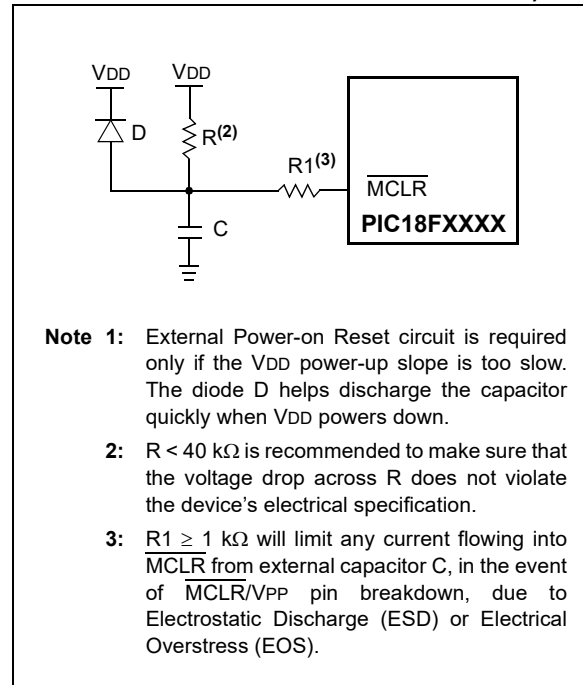 VDD VDD
D R(2)
R1(3)
MCLR
C PIC18FXXXX
Note 1: External Power-on Reset circuit is required
only if the VDD power-up slope is too slow.
The diode D helps discharge the capacitor
quickly when VDD powers down.
2: R < 40 kΩ is recommended to make sure that
the voltage drop across R does not violate
the device's electrical specification.
3: R1 ≥ 1 kΩ will limit any current flowing into
MCLR from external capacitor C, in the event
of MCLR/VPP pin breakdown, due to
Electrostatic Discharge (ESD) or Electrical
Overstress (EOS).